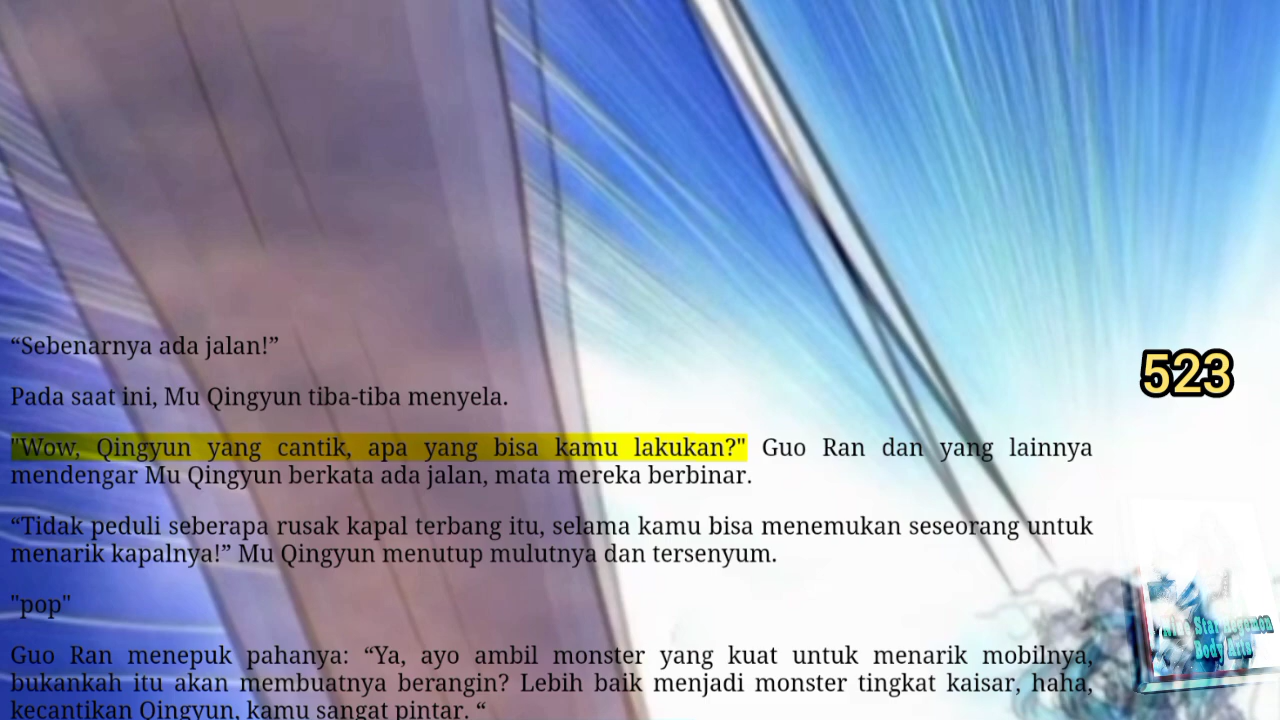 “Sebenarnya ada jalan!”
Pada saat ini, Mu Qingyun tiba-tiba menyela.
"Wow, Qingyun yang cantik, apa yang bisa kamu lakukan?" Guo Ran dan yang lainnya
mendengar Mu Qingyun berkata ada jalan, mata mereka berbinar.
“Tidak peduli seberapa rusak kapal terbang itu, selama kamu bisa menemukan seseorang untuk
menarik kapalnya!” Mu Qingyun menutup mulutnya dan tersenyum.
"pop"
Guo Ran menepuk pahanya: “Ya, ayo ambil monster yang kuat untuk menarik mobilnya,
bukankah itu akan membuatnya berangin? Lebih baik menjadi monster tingkat kaisar, haha,
kecantikan Qingyun, kamu sangat pintar. “
523
Star
Body Arts